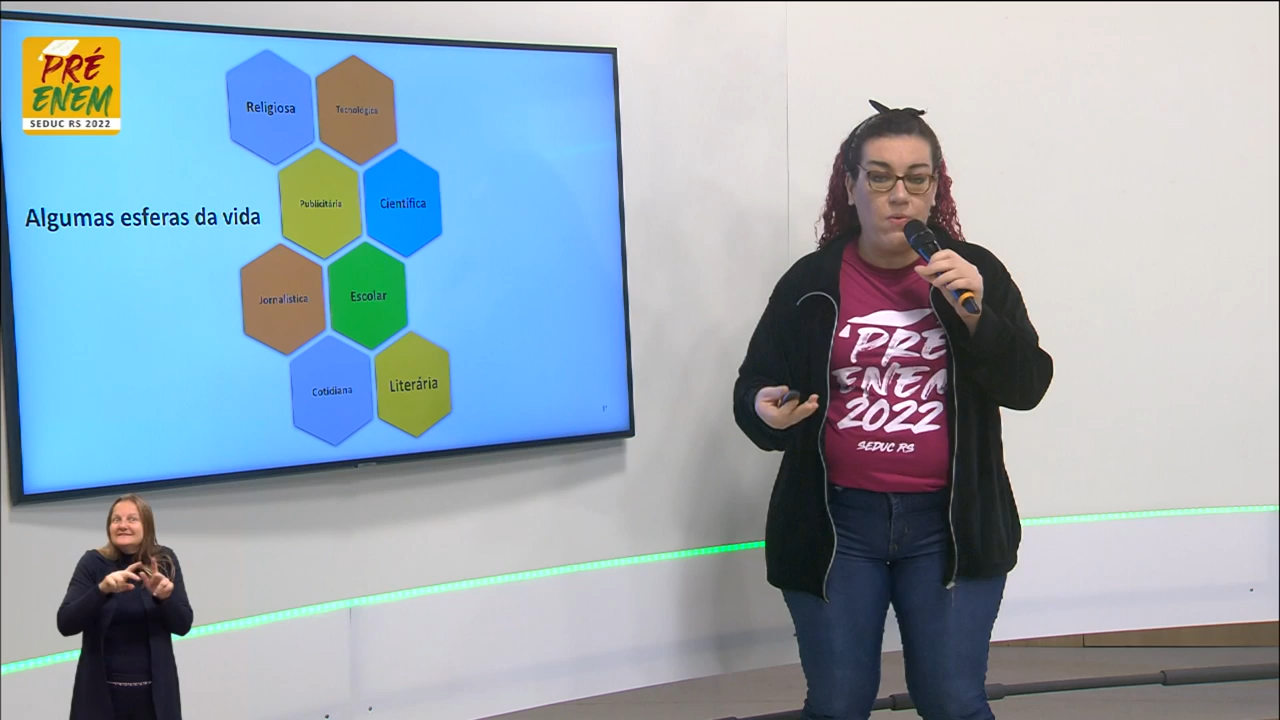 PRÉ
ENEM
SEDUC RS 2022
Algumas esferas da vida
Religiosa
Tecnológica
Publicitária
Científica
Jornalística
Escolar
Cotidiana
Literária
PRÉ
ENEM
2022
SEDUC RS